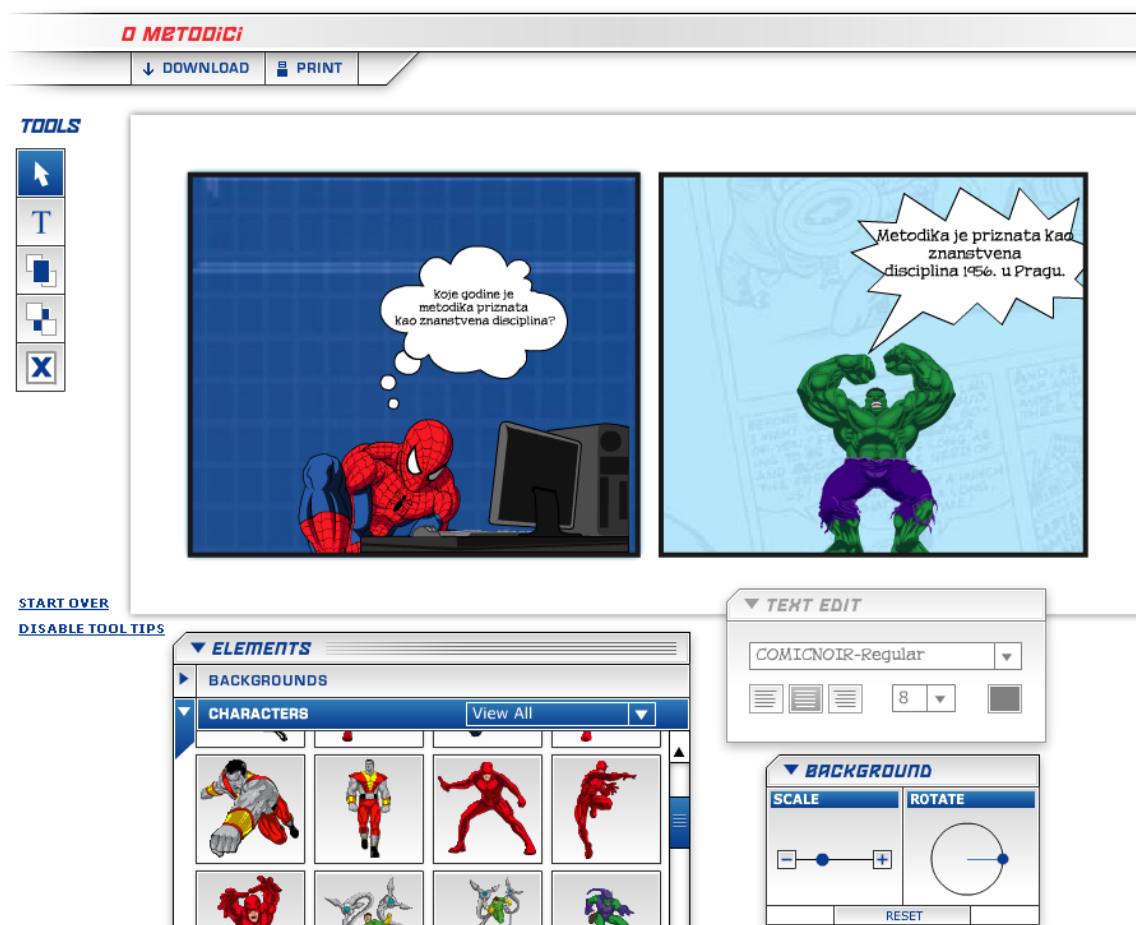 O METODICI
DOWNLOAD
PRINT
TOOLS
T
X
koje godine je
metodika priznata
kao znanstvena disciplina?
Metodika je priznata kao
znanstvena
disciplina 1956. u Pragu.
START OVER
DISABLE TOOL TIPS
ELEMENTS
BACKGROUNDS
CHARACTERS
View All
TEXT EDIT
COMICNOIR-Regular
8
BACKGROUND
SCALE
ROTATE
RESET